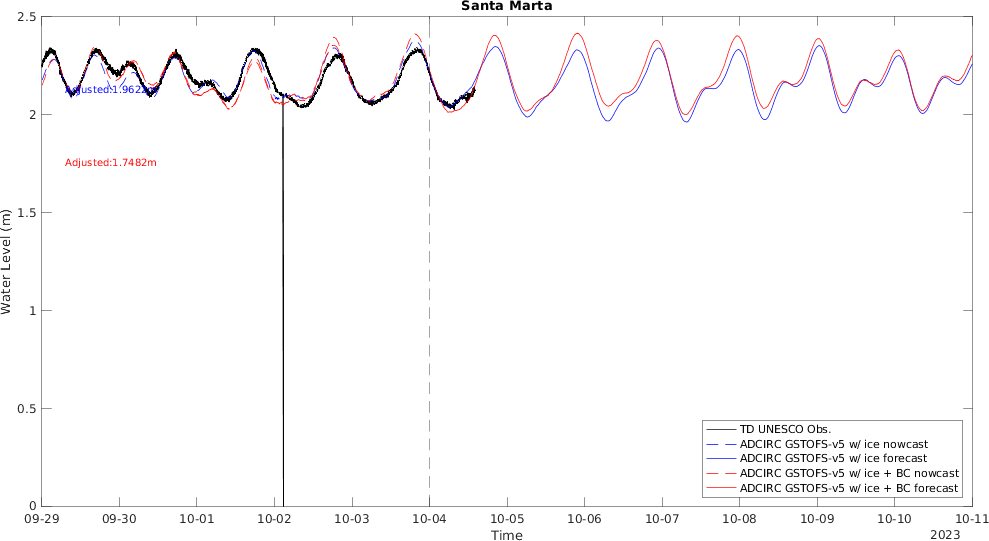 Santa Marta
2.5
2
1.5
1
0.5
0
Water Level (m)
Adjusted:1.9622m
Adjusted:1.7482m
TD UNESCO Obs.
ADCIRC GSTOFS-v5 w/ ice nowcast
ADCIRC GSTOFS-v5 w/ ice forecast
ADCIRC GSTOFS-v5 w/ ice + BC nowcast
ADCIRC GSTOFS-v5 w/ ice + BC forecast
09-29 09-30 10-01 10-02 10-03 10-04 10-05 10-06 10-07 10-08 10-09 10-10 10-11
Time
2023